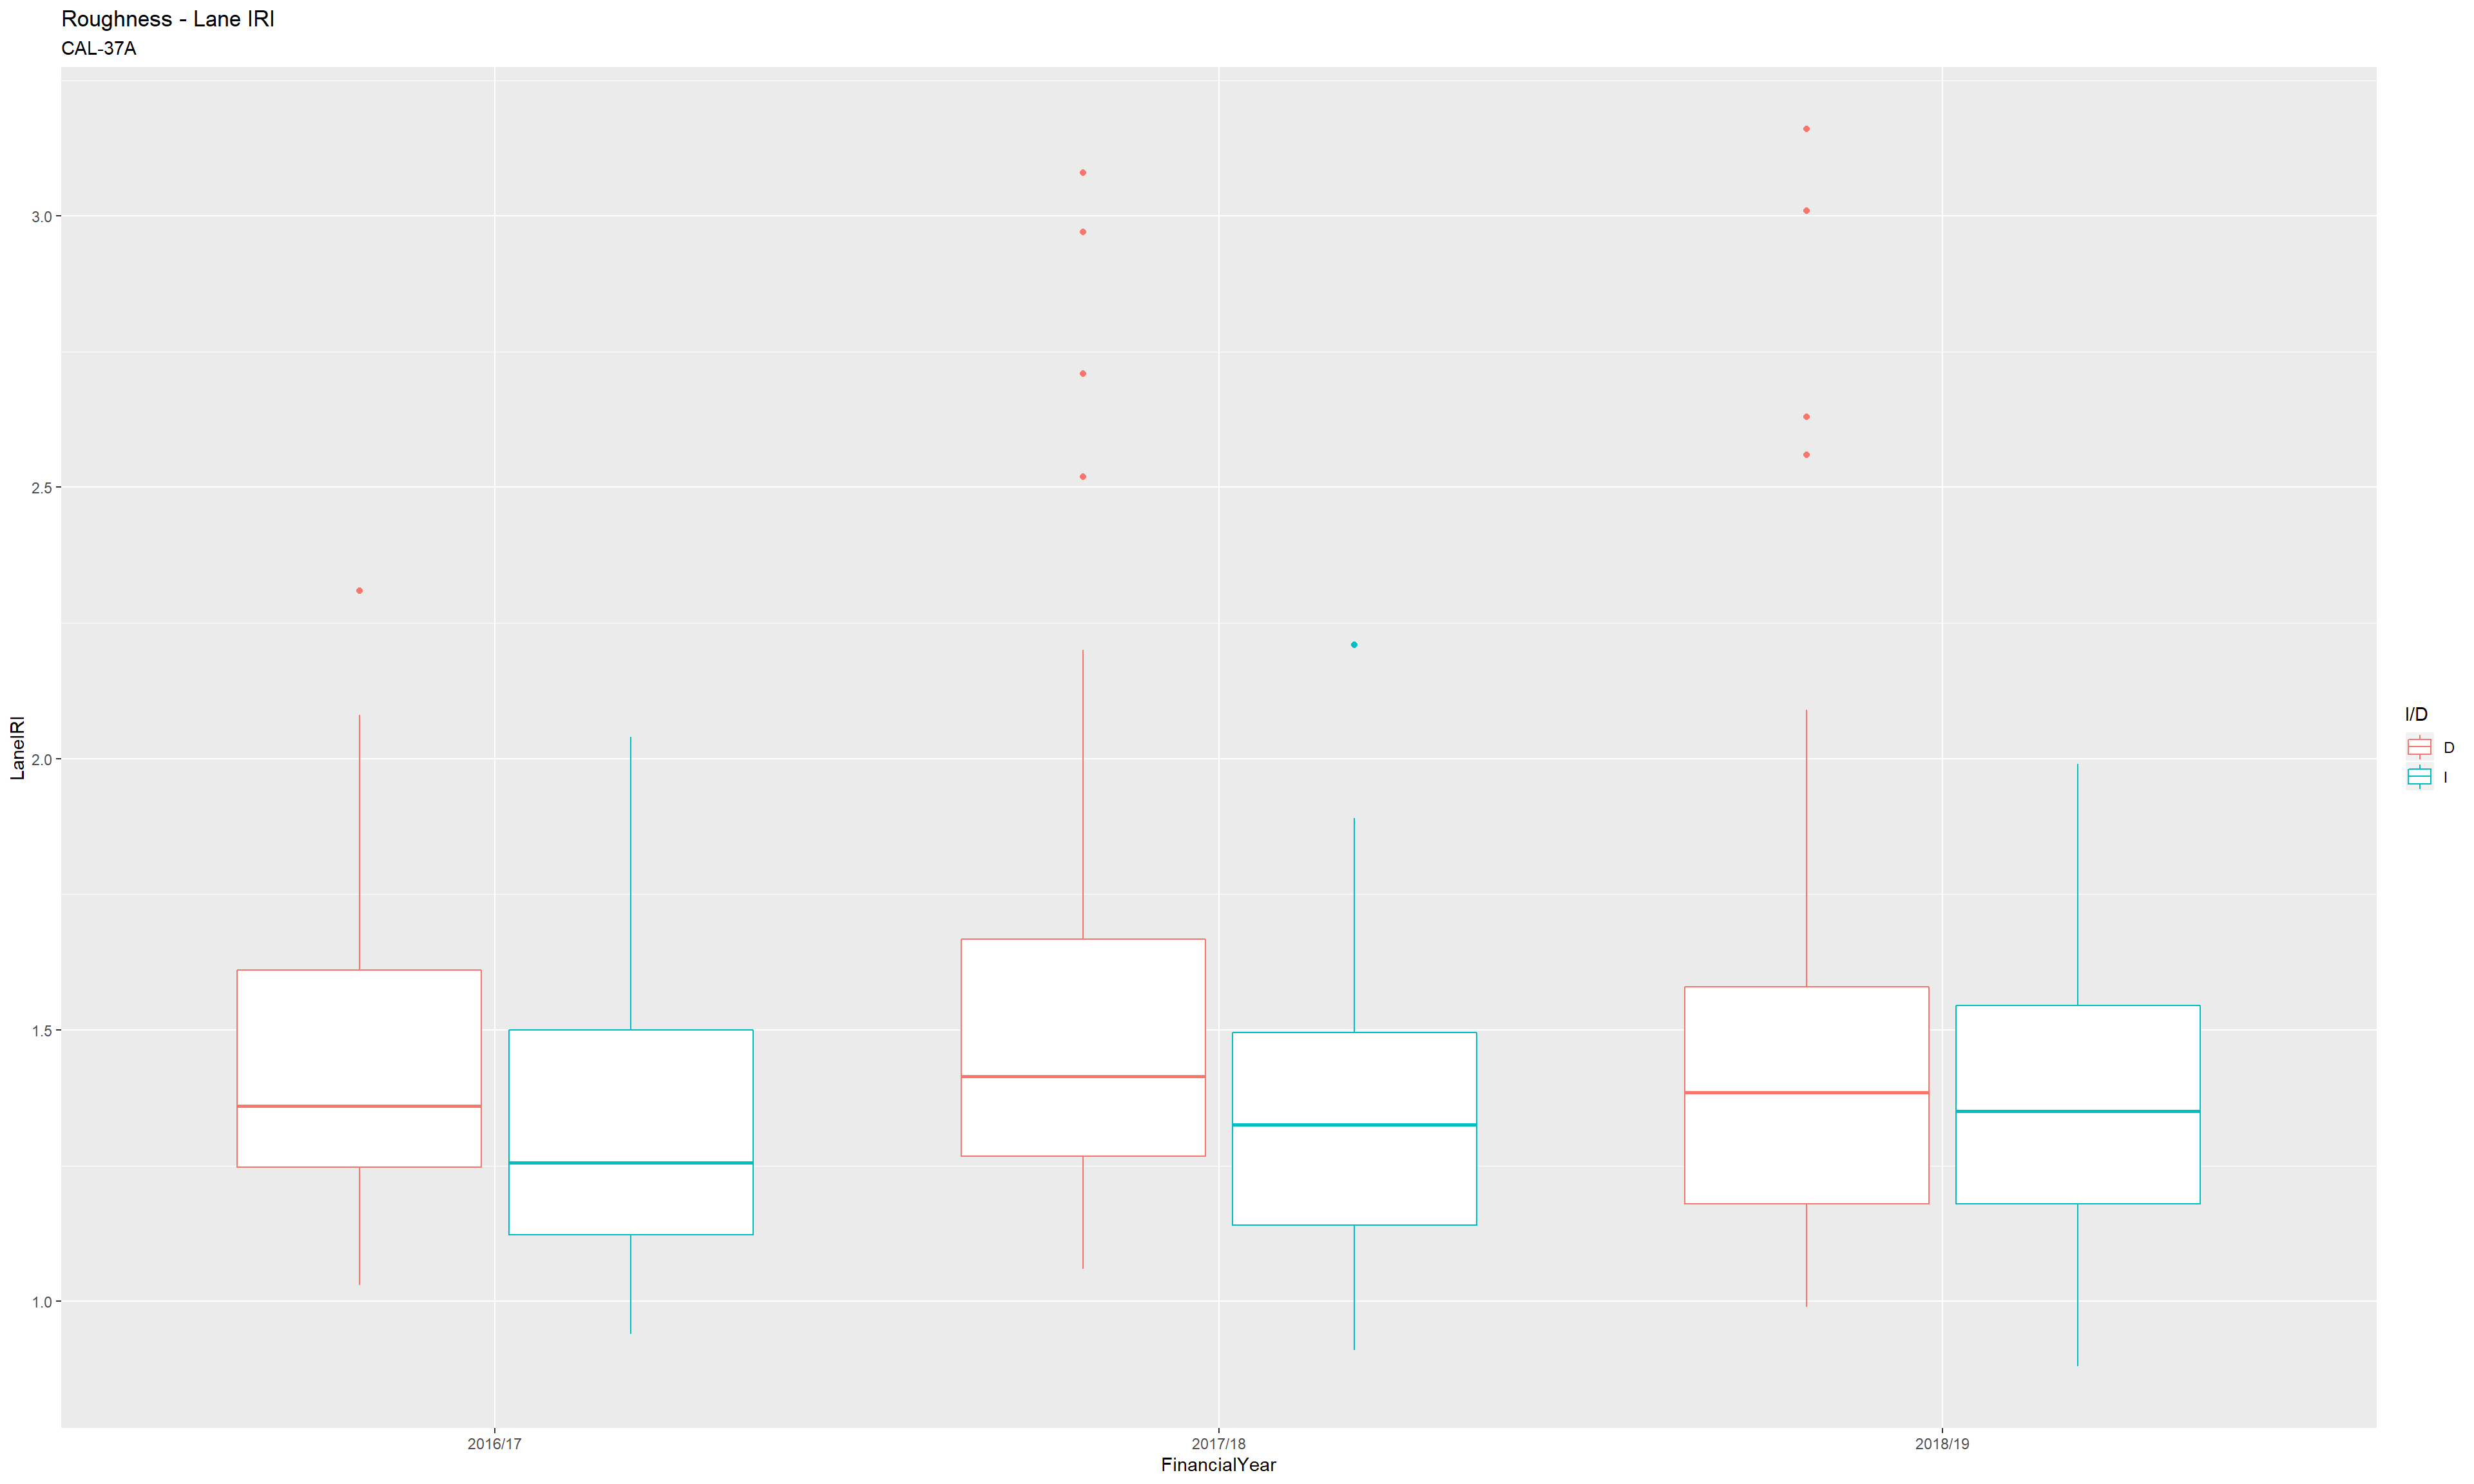 Roughness - Lane IRI
CAL-37A
LaneIRI
3.0
2.5
2.0
1.5
1.0
2016/17
2017/18
2018/19
FinancialYear
I/D
D
I